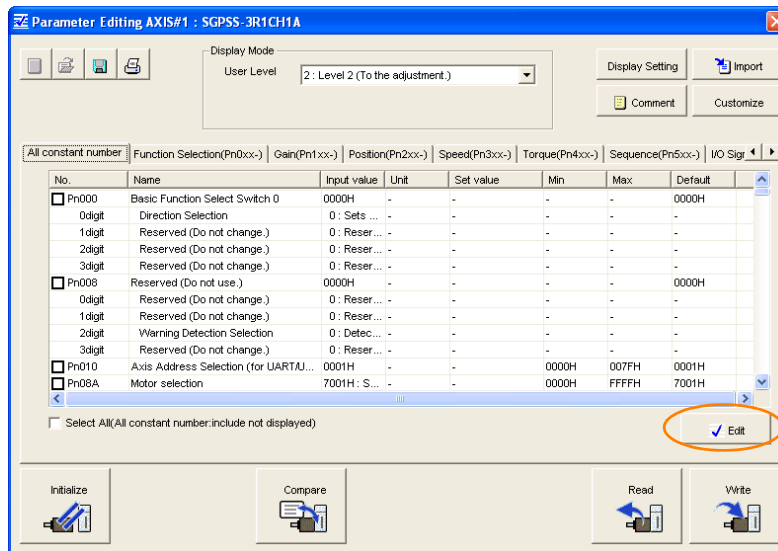 Parameter Editing AXIS#1 : SGPSS-3R1CH1A
Display Mode
User Level 2 : Level 2 (To the adjustment.)
Display Setting Import
Comment Customize
All constant number Function Selection(Pn0xx-) Gain(Pn1xx-) Position(Pn2xx-) Speed(Pn3xx-) Torque(Pn4xx-) Sequence(Pn5xx-) I/O Sigr
No. Name Input value Unit Set value Min Max Default
Pn000 Basic Function Select Switch 0 0000H - - - - 0000H
0digit Direction Selection 0 : Sets ... - - - - -
1digit Reserved (Do not change.) 0 : Reser... - - - - -
2digit Reserved (Do not change.) 0 : Reser... - - - - -
3digit Reserved (Do not change.) 0 : Reser... - - - - -
Pn008 Reserved (Do not use.) 0000H - - - - 0000H
0digit Reserved (Do not change.) 0 : Reser... - - - - -
1digit Reserved (Do not change.) 0 : Reser... - - - - -
2digit Warning Detection Selection 0 : Detec... - - - - -
3digit Reserved (Do not change.) 0 : Reser... - - - - -
Pn010 Axis Address Selection (for UART/U... 0001H - - 0000H 007FH 0001H
Pn08A Motor selection 7001H : S... - - 0000H FFFFH 7001H
Select All(All constant number:include not displayed)
Edit
Initialize Compare Read Write